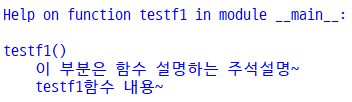 Help on function testf1 in module __main__:
testf1()
이 부분은 함수 설명하는 주석설명~
testf1함수 내용~